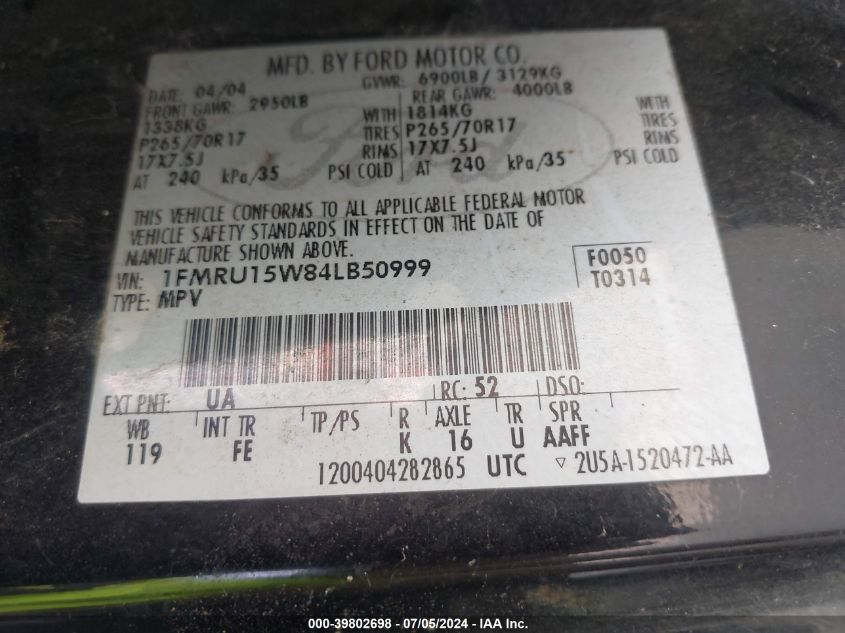 MFD. BY FORD MOTOR CO.
DATE: 04/04 GVWR: 6900LB/ 3129KG
FRONT GAWR: 2950LB REAR GAWR: 4000LB
1338KG WITH 1814KG WITH
P265/70R17 TIRES P265/70R17 TIRES
17X7.5J RIMS 17X7.5J RIMS
AT 240 kPa/35 PSI COLD AT 240 kPa/35 PSI COLD
Ford
THIS VEHICLE CONFORMS TO ALL APPLICABLE FEDERAL MOTOR
VEHICLE SAFETY STANDARDS IN EFFECT ON THE DATE OF
MANUFACTURE SHOWN ABOVE.
VIN: 1FMRU15W84LB50999 F0050
TYPE: MPV T0314
EXT PNT: UA RC: 52 DSO:
WB INT TR TP/PS R AXLE TR SPR
119 FE K 16 U AAFF
1200404282865 UTC ▽ 2U5A-1520472-AA
000-39802698 - 07/05/2024 - IAA Inc.